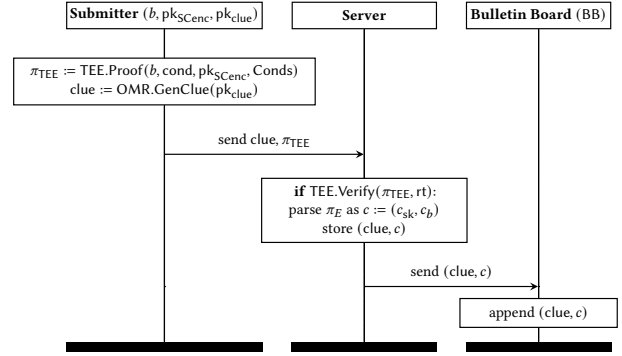 Submitter (b, pk_SCenc, pk_clue)
Server
Bulletin Board (BB)
π_TEE := TEE.Proof(b, cond, pk_SCenc, Conds)
clue := OMR.GenClue(pk_clue)
send clue, π_TEE
if TEE.Verify(π_TEE, rt):
parse π_E as c := (c_sk, c_b)
store (clue, c)
send (clue, c)
append (clue, c)